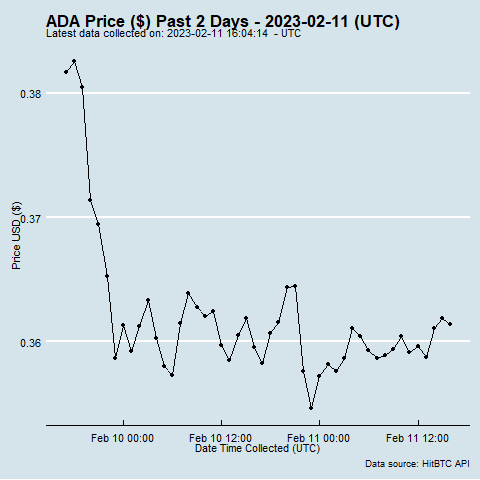 ADA Price ($) Past 2 Days - 2023-02-11 (UTC)
Latest data collected on: 2023-02-11 16:04:14 - UTC
0.38
0.37
0.36
Price USD ($)
Feb 10 00:00
Feb 10 12:00
Feb 11 00:00
Feb 11 12:00
Date Time Collected (UTC)
Data source: HitBTC API